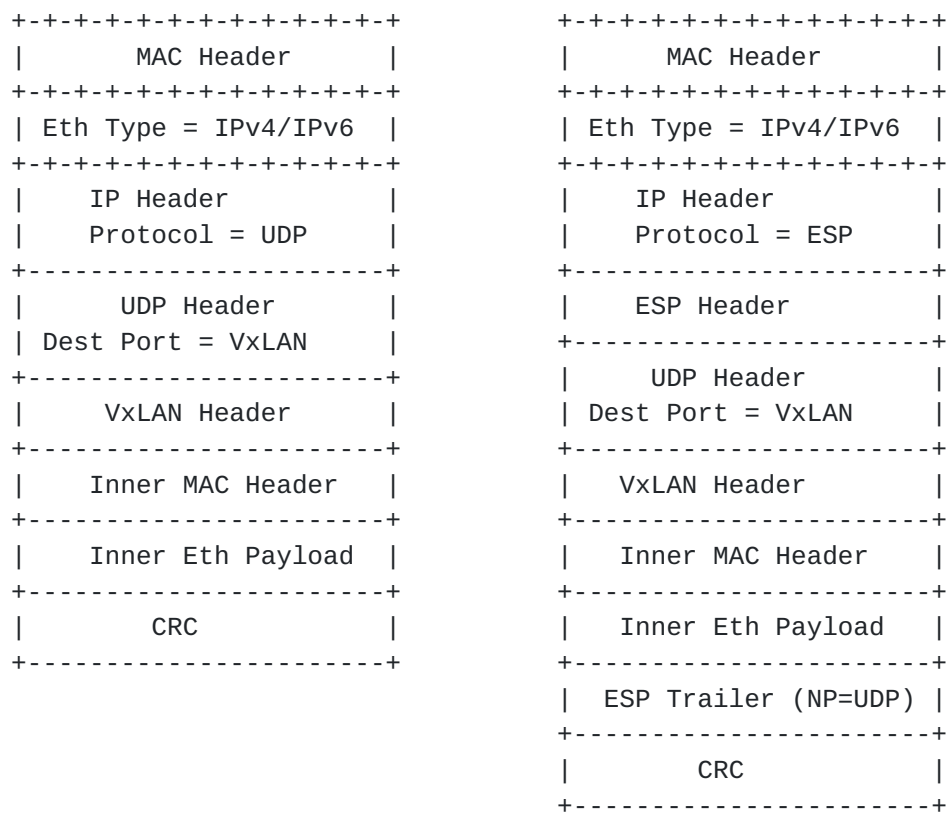 +-+-+-+-+-+-+-+-+-+-+-+-+          +-+-+-+-+-+-+-+-+-+-+-+-+
|       MAC Header      |          |      MAC Header       |
+-+-+-+-+-+-+-+-+-+-+-+-+          +-+-+-+-+-+-+-+-+-+-+-+-+
| Eth Type = IPv4/IPv6  |          | Eth Type = IPv4/IPv6  |
+-+-+-+-+-+-+-+-+-+-+-+-+          +-+-+-+-+-+-+-+-+-+-+-+-+
|    IP Header          |          |    IP Header          |
|    Protocol = UDP     |          |    Protocol = ESP     |
+-----------------------+          +-----------------------+
|      UDP Header       |          |    ESP Header         |
| Dest Port = VxLAN     |          +-----------------------+
+-----------------------+          |     UDP Header        |
|     VxLAN Header      |          | Dest Port = VxLAN     |
+-----------------------+          +-----------------------+
|    Inner MAC Header   |          |   VxLAN Header        |
+-----------------------+          +-----------------------+
|    Inner Eth Payload  |          |   Inner MAC Header    |
+-----------------------+          +-----------------------+
|        CRC            |          |   Inner Eth Payload   |
+-----------------------+          +-----------------------+
                                   |  ESP Trailer (NP=UDP) |
                                   +-----------------------+
                                   |        CRC            |
                                   +-----------------------+